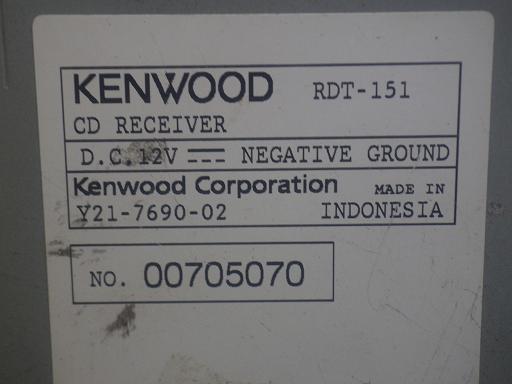 KENWOOD RDT-151
CD RECEIVER
D.C. 12V ⎓ NEGATIVE GROUND
Kenwood Corporation MADE IN
Y21-7690-02 INDONESIA
NO. 00705070